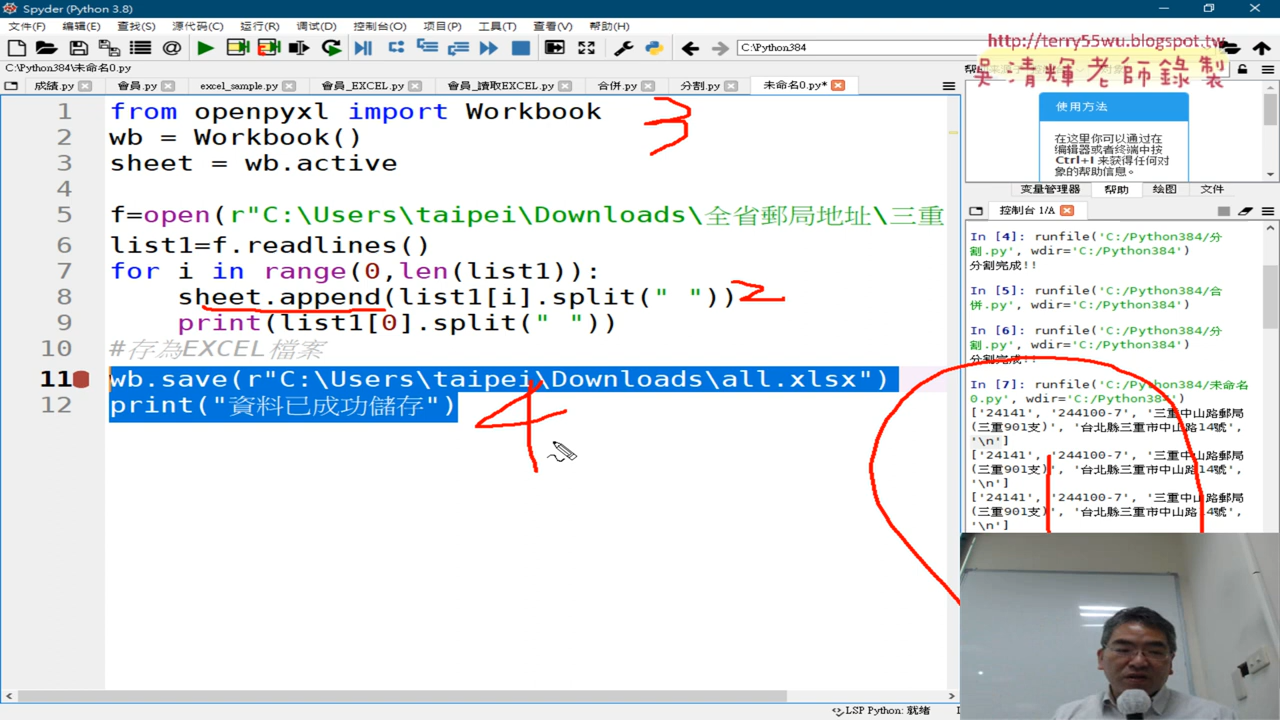 Spyder (Python 3.8)
文件(F) 编辑(E) 查找(S) 源代码(C) 运行(R) 调试(D) 控制台(O) 项目(P) 工具(T) 查看(V) 帮助(H)
C:\Python384
http://terry55wu.blogspot.tw
吳清輝老師錄製
C:\Python384\未命名0.py
成績.py 會員.py excel_sample.py 會員_EXCEL.py 會員_讀取EXCEL.py 合併.py 分割.py 未命名0.py*
1 from openpyxl import Workbook
2 wb = Workbook()
3 sheet = wb.active
4
5 f=open(r"C:\Users\taipei\Downloads\全省郵局地址\三重
6 list1=f.readlines()
7 for i in range(0,len(list1)):
8 sheet.append(list1[i].split(" "))
9 print(list1[0].split(" "))
10 #存為EXCEL檔案
11 wb.save(r"C:\Users\taipei\Downloads\all.xlsx")
12 print("資料已成功儲存")
3
2
4
使用方法
在这里你可以通过在
编辑器或者终端中按
Ctrl+I 来获得任何对
象的帮助信息。
变量管理器 帮助 绘图 文件
控制台 1/A
In [4]: runfile('C:/Python384/分
割.py', wdir='C:/Python384')
分割完成!!
In [5]: runfile('C:/Python384/合
併.py', wdir='C:/Python384')
In [6]: runfile('C:/Python384/分
割.py', wdir='C:/Python384')
分割完成!!
In [7]: runfile('C:/Python384/未命名
0.py', wdir='C:/Python384')
['24141', '244100-7', '三重中山路郵局
(三重901支)', '台北縣三重市中山路14號',
'\n']
['24141', '244100-7', '三重中山路郵局
(三重901支)', '台北縣三重市中山路14號',
'\n']
['24141', '244100-7', '三重中山路郵局
(三重901支)', '台北縣三重市中山路14號',
'\n']
LSP Python: 就绪